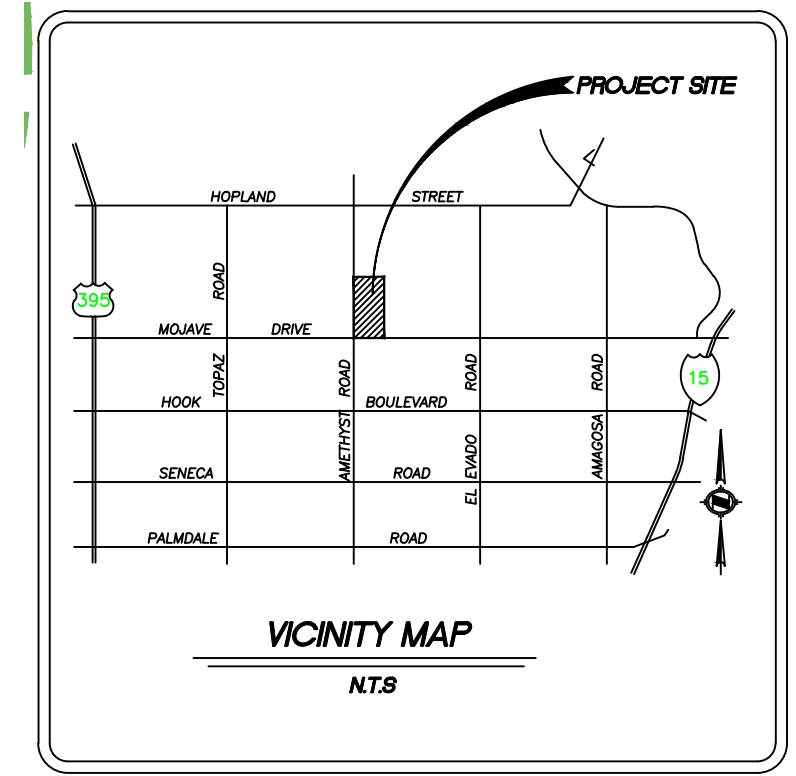 PROJECT SITE
HOPLAND STREET
395
ROAD
MOJAVE DRIVE
TOPAZ
ROAD
ROAD
ROAD
15
HOOK BOULEVARD
AMETHYST
EL EVADO
AMAGOSA
SENECA ROAD
PALMDALE ROAD
VICINITY MAP
N.T.S